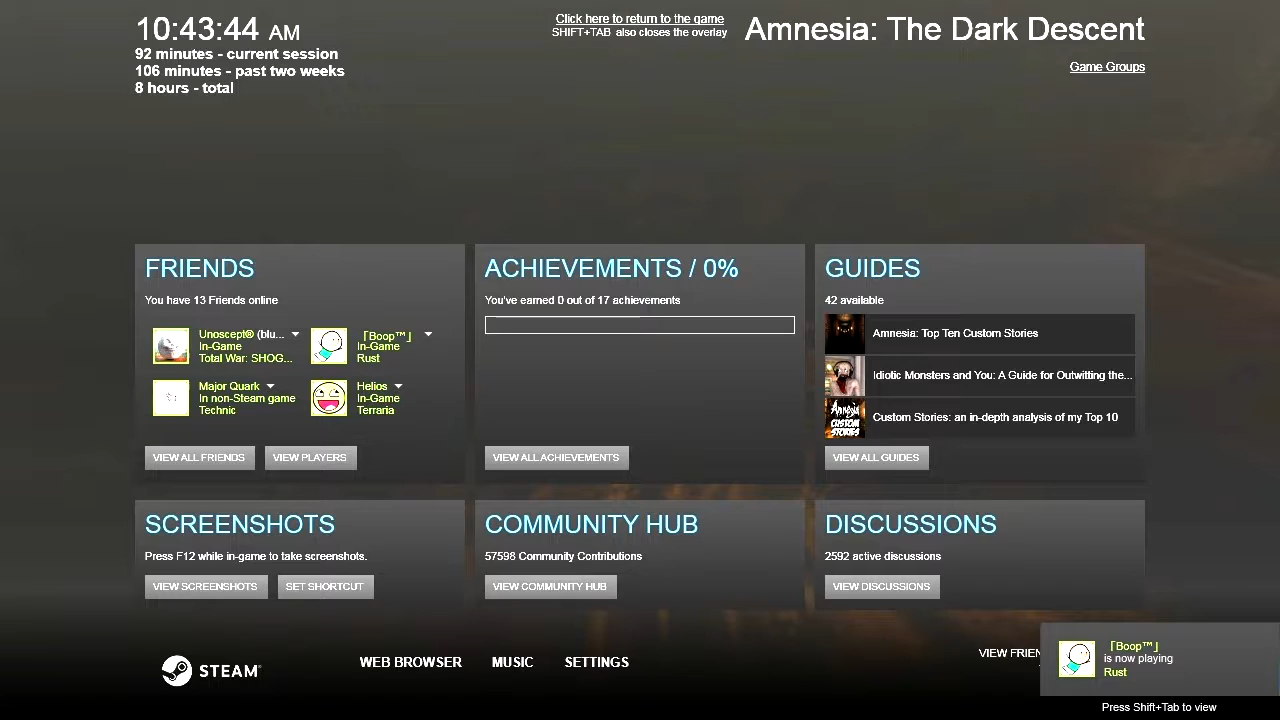 10:43:44 AM
92 minutes - current session
106 minutes - past two weeks
8 hours - total
Click here to return to the game
SHIFT+TAB also closes the overlay
Amnesia: The Dark Descent
Game Groups
FRIENDS
You have 13 Friends online
Unoscept® (blu...
In-Game
Total War: SHOG...
「Boop™」
In-Game
Rust
Major Quark
In non-Steam game
Technic
Helios
In-Game
Terraria
VIEW ALL FRIENDS
VIEW PLAYERS
ACHIEVEMENTS / 0%
You've earned 0 out of 17 achievements
VIEW ALL ACHIEVEMENTS
GUIDES
42 available
Amnesia: Top Ten Custom Stories
Idiotic Monsters and You: A Guide for Outwitting the...
Amnesia
CUSTOM
STORIES
Custom Stories: an in-depth analysis of my Top 10
VIEW ALL GUIDES
SCREENSHOTS
Press F12 while in-game to take screenshots.
VIEW SCREENSHOTS
SET SHORTCUT
COMMUNITY HUB
57598 Community Contributions
VIEW COMMUNITY HUB
DISCUSSIONS
2592 active discussions
VIEW DISCUSSIONS
STEAM
WEB BROWSER
MUSIC
SETTINGS
VIEW FRIEN
「Boop™」
is now playing
Rust
Press Shift+Tab to view